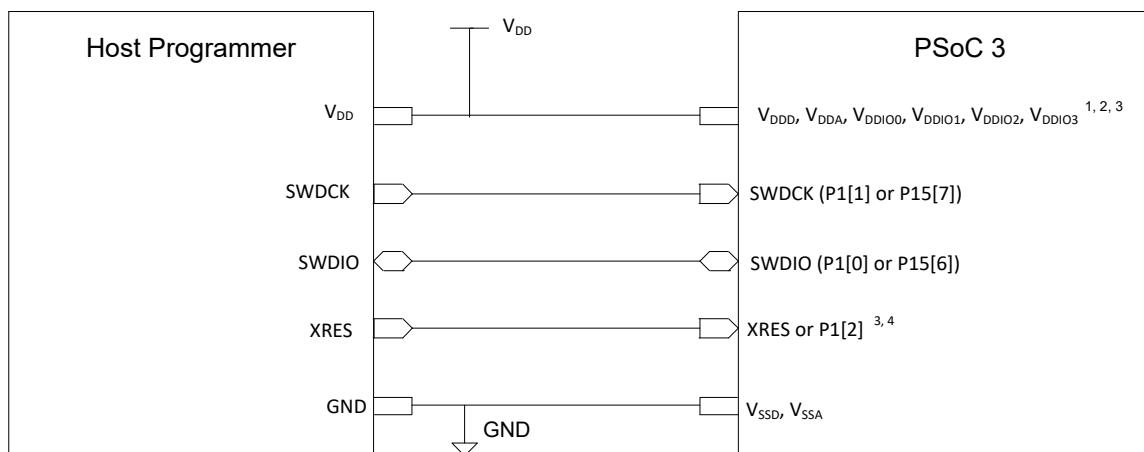 V_DD
Host Programmer PSoC 3
V_DD V_DDD, V_DDA, V_DDIO0, V_DDIO1, V_DDIO2, V_DDIO3 1, 2, 3
SWDCK SWDCK (P1[1] or P15[7])
SWDIO SWDIO (P1[0] or P15[6])
XRES XRES or P1[2] 3, 4
GND V_SSD, V_SSA
GND